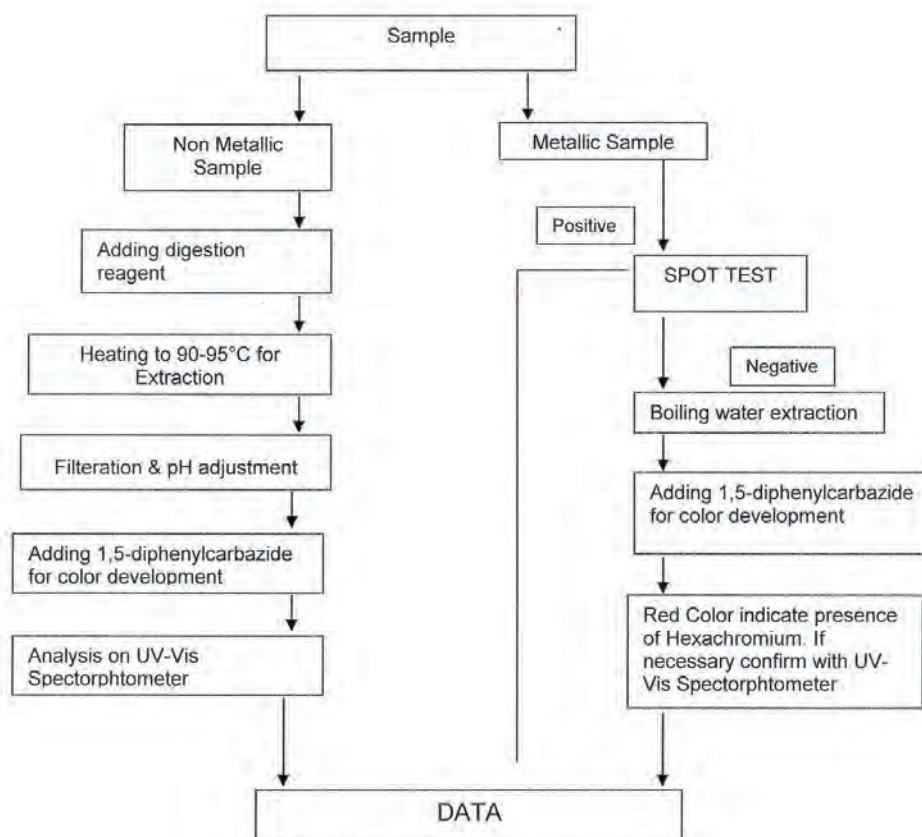 Sample
Non Metallic
Sample
Metallic Sample
Positive
Adding digestion
reagent
SPOT TEST
Heating to 90-95°C for
Extraction
Negative
Boiling water extraction
Filteration & pH adjustment
Adding 1,5-diphenylcarbazide
for color development
Adding 1,5-diphenylcarbazide
for color development
Red Color indicate presence
of Hexachromium. If
necessary confirm with UV-
Vis Spectorphtometer
Analysis on UV-Vis
Spectorphtometer
DATA